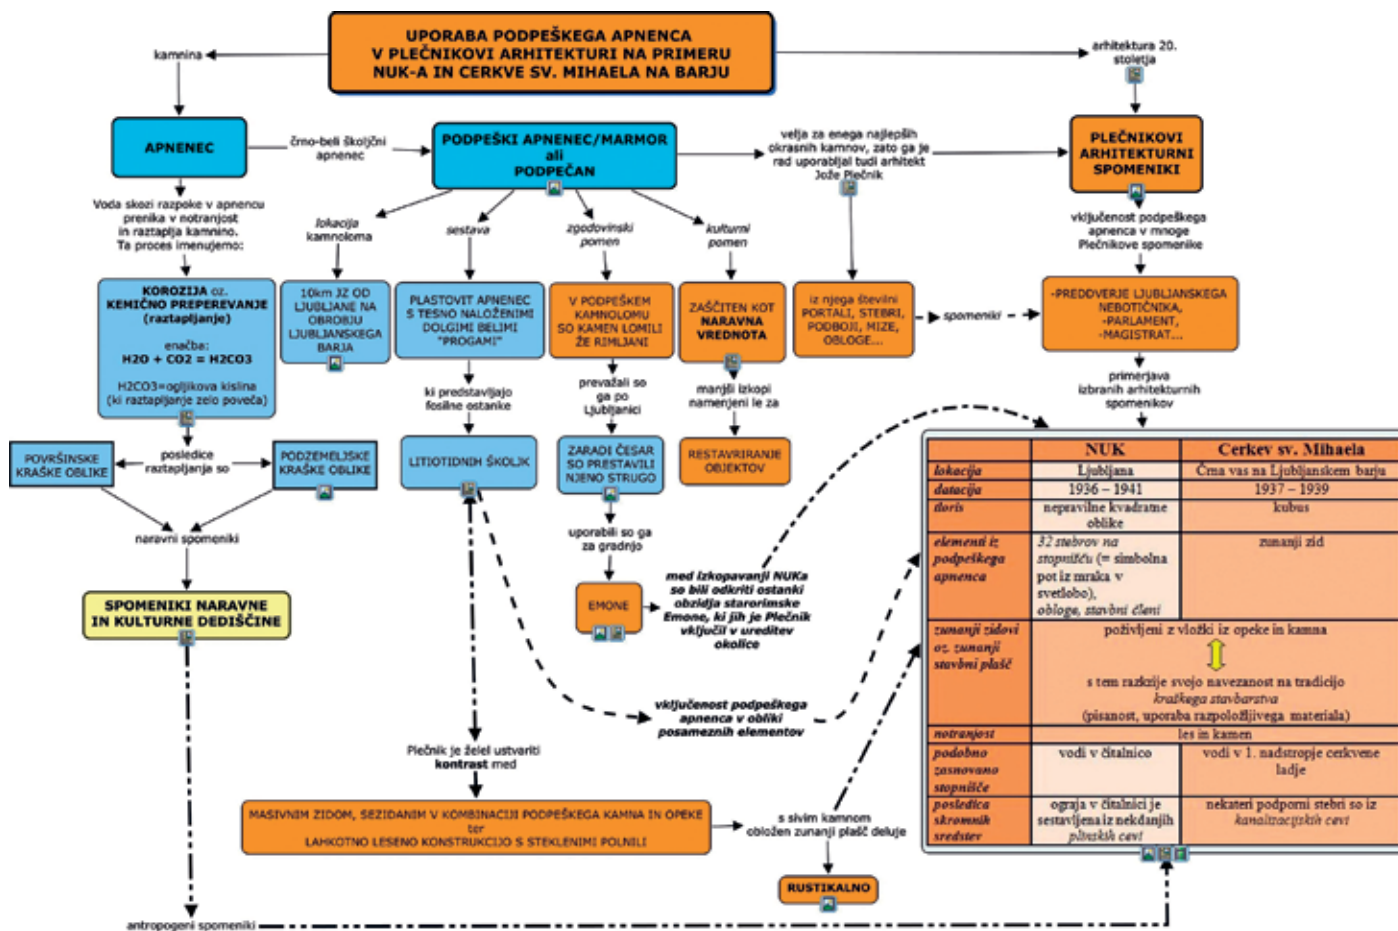 UPORABA PODPEŠKEGA APNENCA
V PLEČNIKOVI ARHITEKTURI NA PRIMERU
NUK-A IN CERKVE SV. MIHAELA NA BARJU
kamnina
arhitektura 20.
stoletja
APNENEC
črno-beli školjčni
apnenec
PODPEŠKI APNENEC/MARMOR
ali
PODPEČAN
velja za enega najlepših
okrasnih kamnov, zato ga je
rad uporabljal tudi arhitekt
Jože Plečnik
PLEČNIKOVI
ARHITEKTURNI
SPOMENIKI
Voda skozi razpoke v apnencu
prenika v notranjost
in raztaplja kamnino.
Ta proces imenujemo:
lokacija
kamnoloma
sestava
zgodovinski
pomen
kulturni
pomen
vključenost podpeškega
apnenca v mnoge
Plečnikove spomenike
KOROZIJA oz.
KEMIČNO PREPEREVANJE
(raztapljanje)
enačba:
H2O + CO2 = H2CO3
H2CO3=ogljikova kislina
(ki raztapljanje zelo poveča)
10km JZ OD
LJUBLJANE NA
OBROBJU
LJUBLJANSKEGA
BARJA
PLASTOVIT APNENEC
S TESNO NALOŽENIMI
DOLGIMI BELIMI
"PROGAMI"
V PODPEŠKEM
KAMNOLOMU
SO KAMEN LOMILI
ŽE RIMLJANI
ZAŠČITEN KOT
NARAVNA
VREDNOTA
iz njega številni
PORTALI, STEBRI,
PODBOJI, MIZE,
OBLOGE...
spomeniki
-PREDDVERJE LJUBLJANSKEGA
NEBOTIČNIKA,
-PARLAMENT,
-MAGISTRAT...
ki predstavljajo
fosilne ostanke
prevažali so
ga po
Ljubljanici
manjši izkopi
namenjeni le za
primerjava
izbranih arhitekturnih
spomenikov
POVRŠINSKE
KRAŠKE OBLIKE
posledice
raztapljanja so
PODZEMELJSKE
KRAŠKE OBLIKE
LITIOTIDNIH ŠKOLJK
ZARADI ČESAR
SO PRESTAVILI
NJENO STRUGO
RESTAVRIRANJE
OBJEKTOV
naravni spomeniki
uporabili so ga
za gradnjo
SPOMENIKI NARAVNE
IN KULTURNE DEDIŠČINE
EMONE
med izkopavanji NUKa
so bili odkriti ostanki
obzidja starorimske
Emone, ki jih je Plečnik
vključil v ureditev
okolice
vključenost podpeškega
apnenca v obliki
posameznih elementov
Plečnik je želel ustvariti
kontrast med
MASIVNIM ZIDOM, SEZIDANIM V KOMBINACIJI PODPEŠKEGA KAMNA IN OPEKE
ter
LAHKOTNO LESENO KONSTRUKCIJO S STEKLENIMI POLNILI
s sivim kamnom
obložen zunanji plašč deluje
RUSTIKALNO
antropogeni spomeniki
NUK Cerkev sv. Mihaela
lokacija Ljubljana Črna vas na Ljubljanskem barju
datacija 1936 – 1941 1937 – 1939
tloris nepravilne kvadratne
oblike
kubus
elementi iz
podpeškega
apnenca
32 stebrov na
stopnišču (= simbolna
pot iz mraka v
svetlobo),
obloge, stavbni členi
zunanji zid
zunanji zidovi
oz. zunanji
stavbni plašč
poživljeni z vložki iz opeke in kamna
s tem razkrije svojo navezanost na tradicijo
kraškega stavbarstva
(pisanost, uporaba razpoložljivega materiala)
notranjost les in kamen
podobno
zasnovano
stopnišče
vodi v čitalnico
vodi v 1. nadstropje cerkvene
ladje
posledica
skromnih
sredstev
ograja v čitalnici je
sestavljena iz nekdanjih
plinskih cevi
nekateri podporni stebri so iz
kanalizacijskih cevi